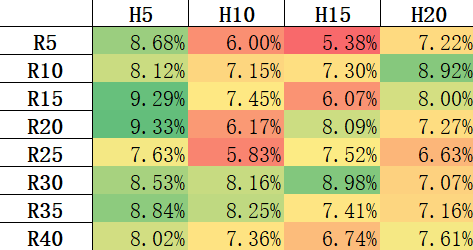 H5 H10 H15 H20
R5 8.68% 6.00% 5.38% 7.22%
R10 8.12% 7.15% 7.30% 8.92%
R15 9.29% 7.45% 6.07% 8.00%
R20 9.33% 6.17% 8.09% 7.27%
R25 7.63% 5.83% 7.52% 6.63%
R30 8.53% 8.16% 8.98% 7.07%
R35 8.84% 8.25% 7.41% 7.16%
R40 8.02% 7.36% 6.74% 7.61%